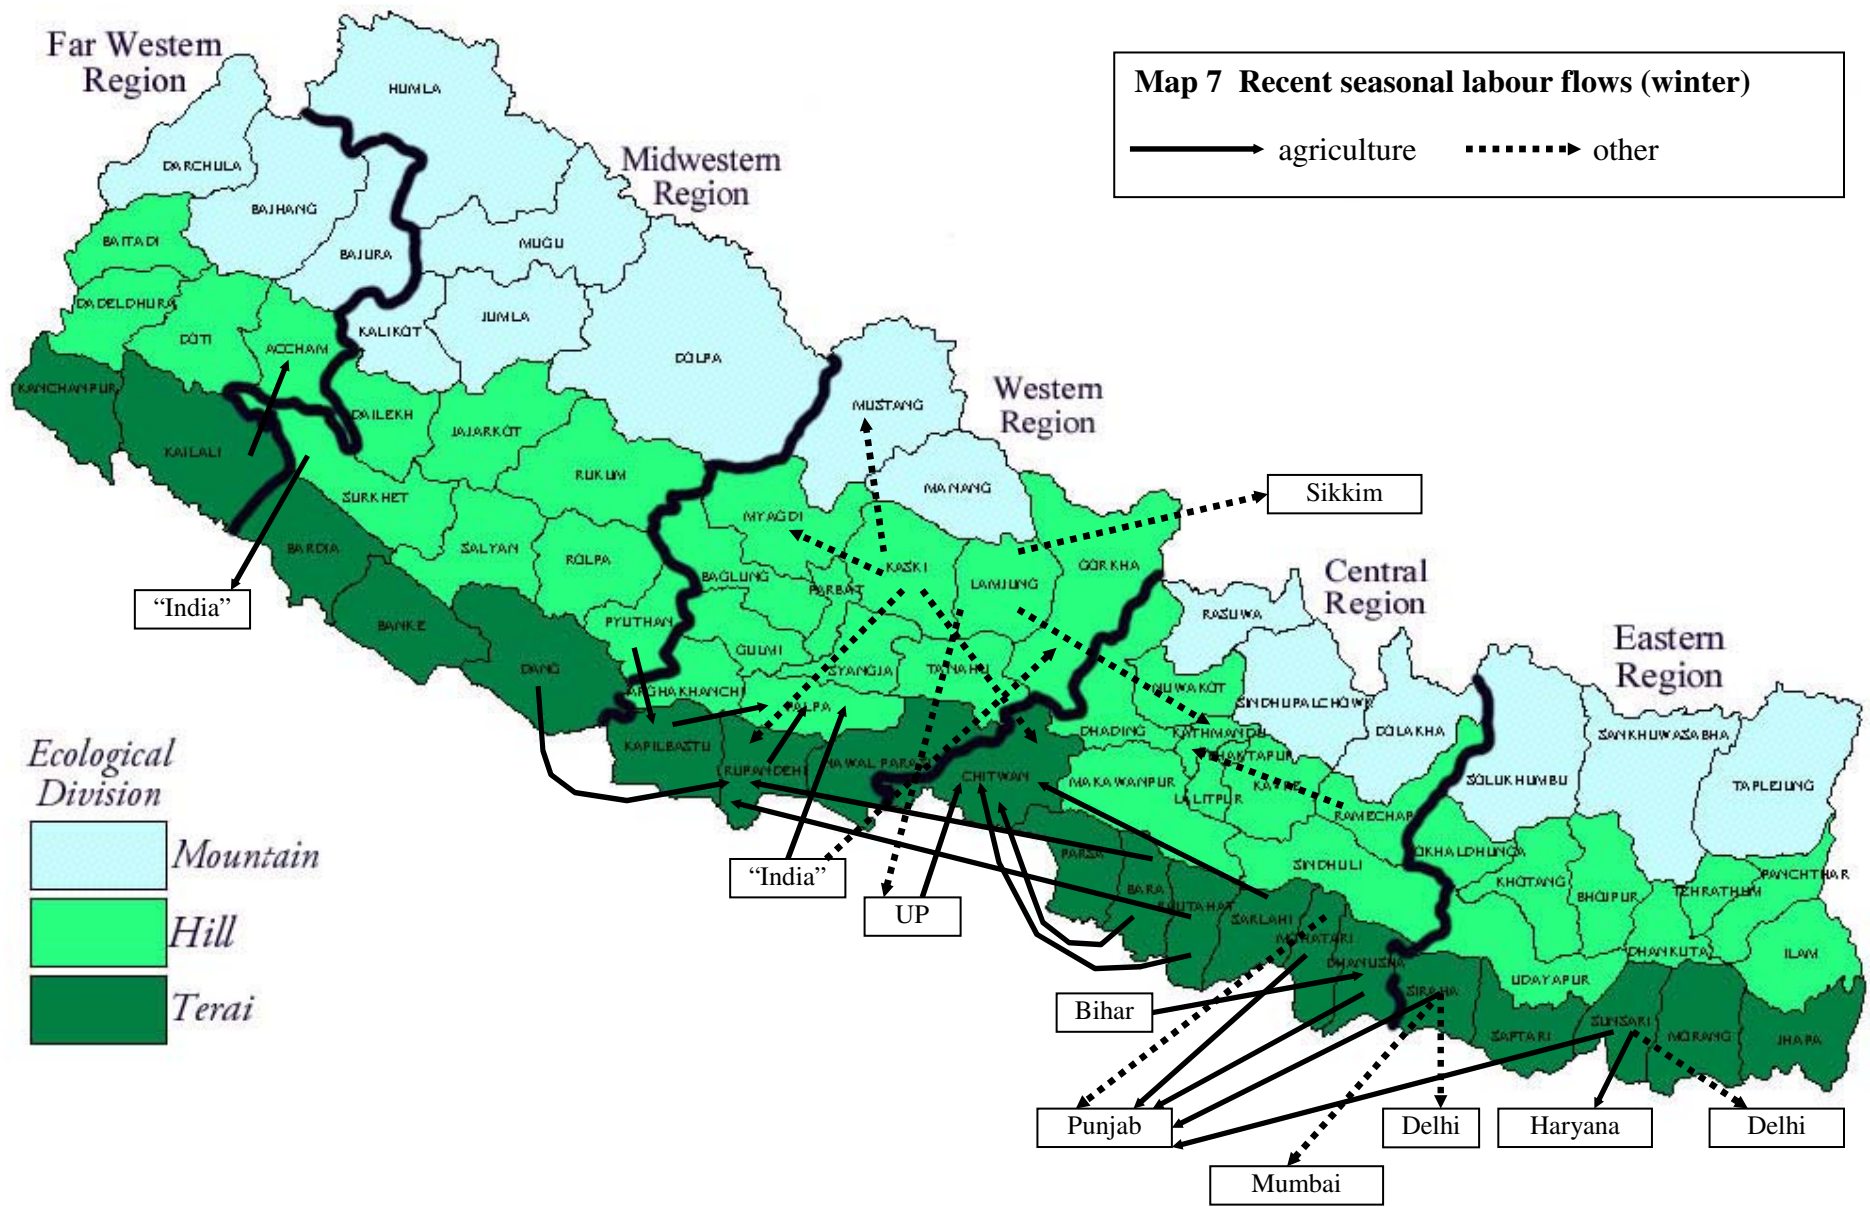 Far Western
Region
Map 7  Recent seasonal labour flows (winter)
agriculture
other
HUMLA
Midwestern
Region
DARCHULA
BAJHANG
BAITADI
MUGU
BAJURA
DADELDHURA
JUMLA
KALIKOT
DOTI
ACCHAM
DOLPA
KANCHANPUR
Western
Region
MUSTANG
DAILEKH
JAJARKOT
KAILALI
RUKUM
MANANG
Sikkim
SURKHET
MYAGDI
BARDIA
SALYAN
ROLPA
KASKI
GORKHA
BAGLUNG
PARBAT
LAMJUNG
Central
Region
"India"
RASUWA
BANKE
PYUTHAN
Eastern
Region
GULMI
SYANGJA
TANAHU
DANG
NUWAKOT
ARGHAKHANCHI
PALPA
SINDHUPALCHOWK
DOLAKHA
DHADING
KATHMANDU
SANKHUWASABHA
KAPILBASTU
BHAKTAPUR
Ecological
Division
RUPANDEHI
NAWAL PARASI
CHITWAN
MAKAWANPUR
SOLUKHUMBU
TAPLEJUNG
KAVRE
LALITPUR
RAMECHAP
Mountain
PARSA
SINDHULI
OKHALDHUNGA
"India"
BARA
KHOTANG
BHOJPUR
TEHRATHUM
PANCHTHAR
UP
RAUTAHAT
SARLAHI
Hill
MOHATARI
DHANUSHA
DHANKUTA
ILAM
UDAYAPUR
SIRAHA
Terai
Bihar
SUNSARI
SAPTARI
MORANG
JHAPA
Punjab
Delhi
Haryana
Delhi
Mumbai